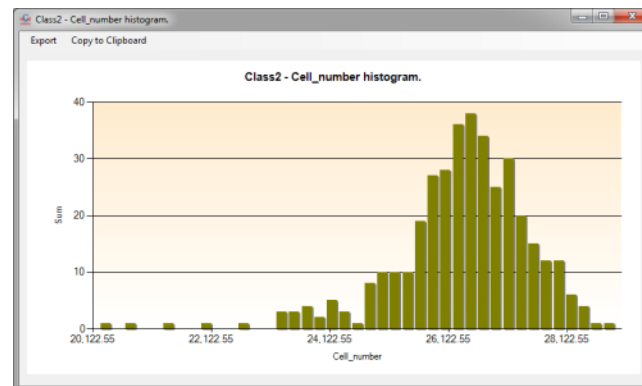 Class2 - Cell_number histogram.
Export Copy to Clipboard
Class2 - Cell_number histogram.
40
30
20
10
0
Sum
20,122.55 22,122.55 24,122.55 26,122.55 28,122.55
Cell_number